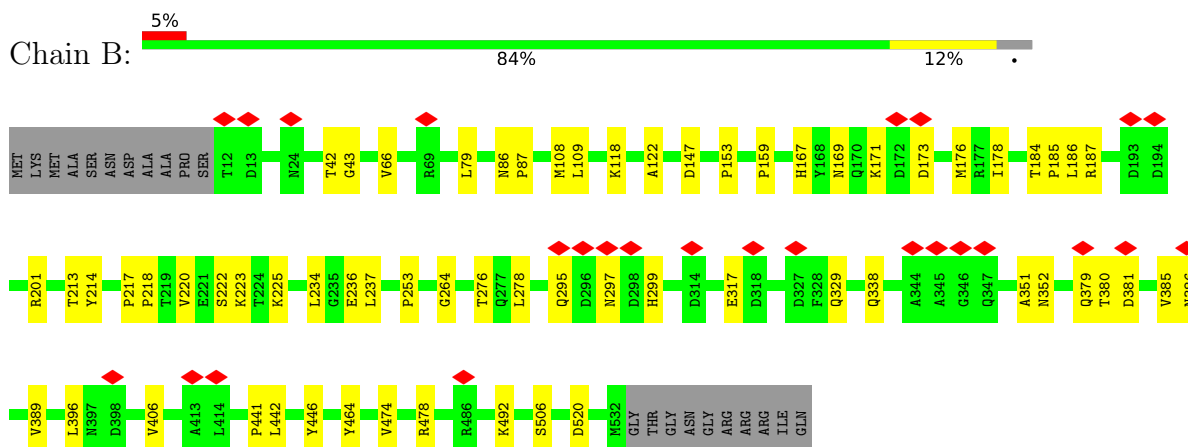 5%
Chain B:
84% 12% •
MET LYS MET ALA SER ASN ASP ALA ALA PRO SER T12 D13 N24 T42 G43 V66 R69 L79 N86 P87 M108 L109 K118 A122 D147 P153 P159 H167 Y168 N169 Q170 K171 D172 D173 M176 R177 I178 T184 P185 L186 R187 D193 D194
R201 T213 Y214 P217 P218 T219 V220 E221 S222 K223 T224 K225 L234 G235 E236 L237 P253 G264 T276 Q277 L278 Q295 D296 N297 D298 H299 D314 E317 D318 D327 F328 Q329 Q338 A344 A345 G346 Q347 A351 N352 Q379 T380 D381 V385
V389 L396 N397 D398 V406 A413 L414 P441 L442 Y446 Y464 V474 R478 R486 K492 S506 D520 M532 GLY THR GLY ASN GLY ARG ARG ARG ILE GLN